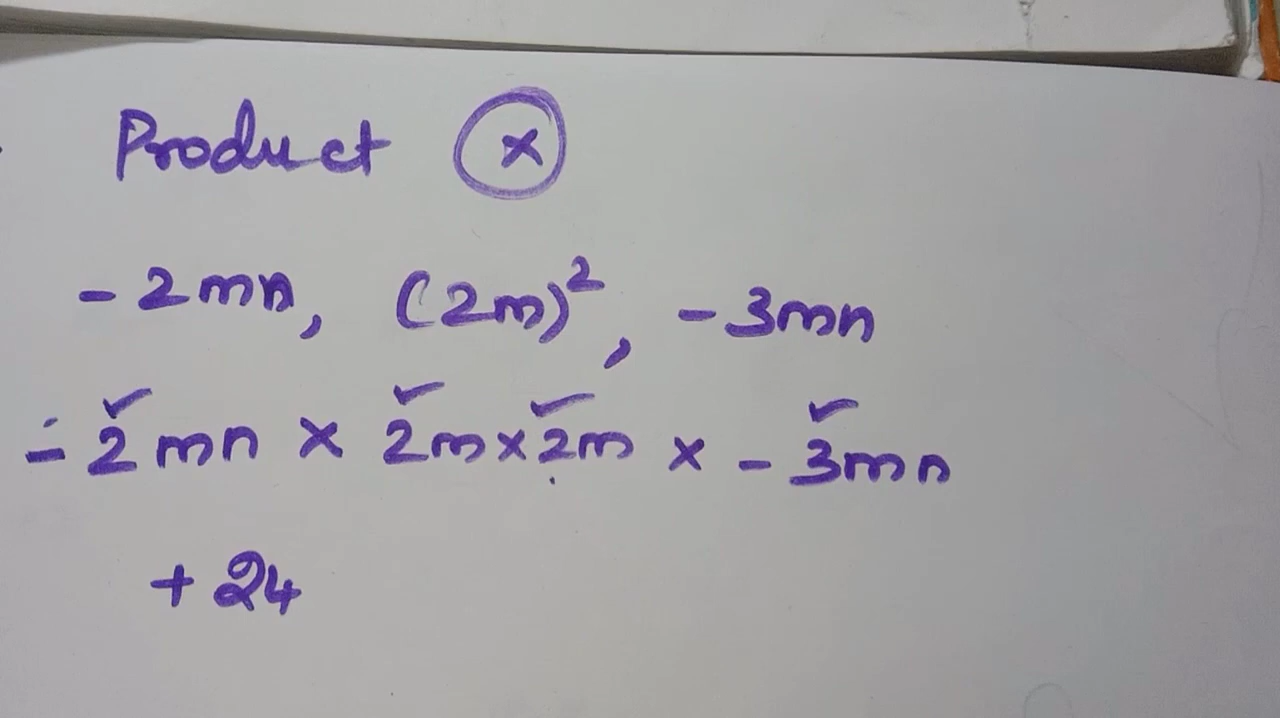 Product ⓧ
- 2mn, (2m)², - 3mn
- 2mn × 2m × 2m × - 3mn
+ 24